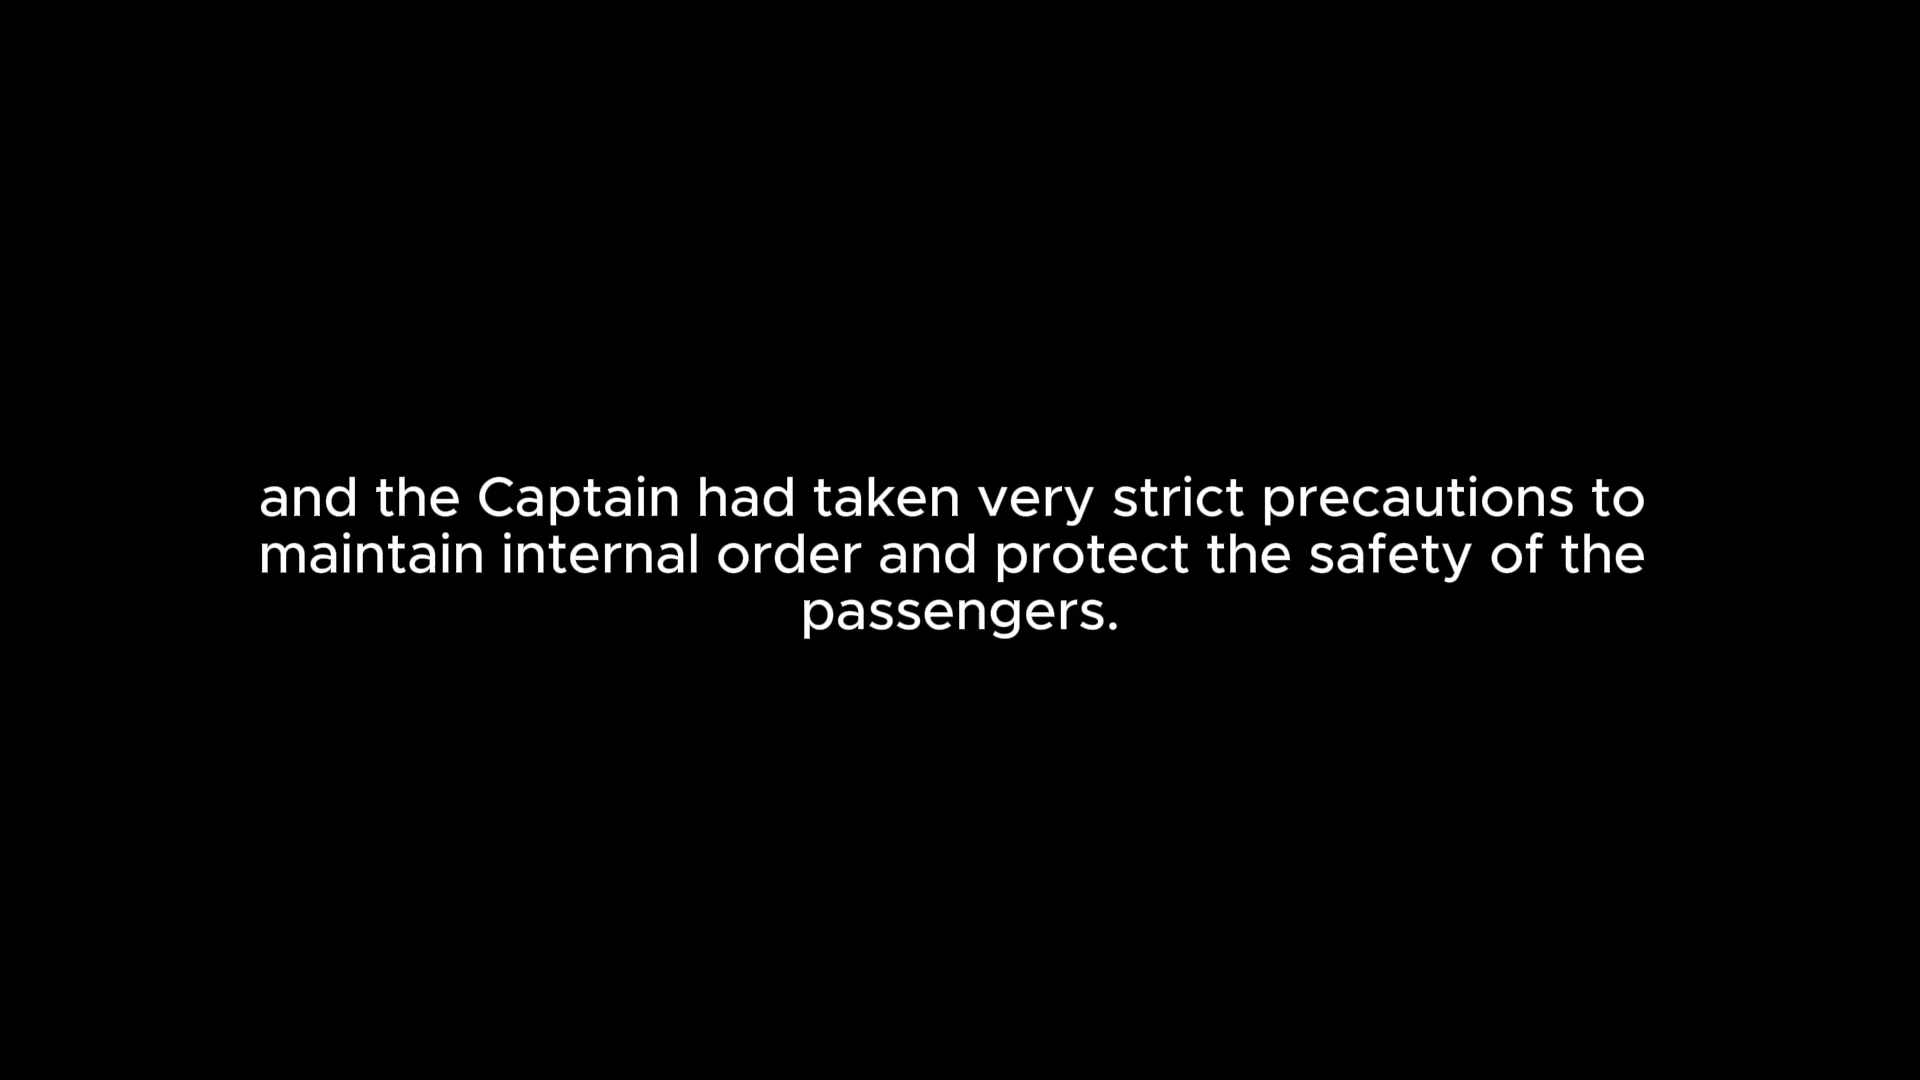 and the Captain had taken very strict precautions to
maintain internal order and protect the safety of the
passengers.